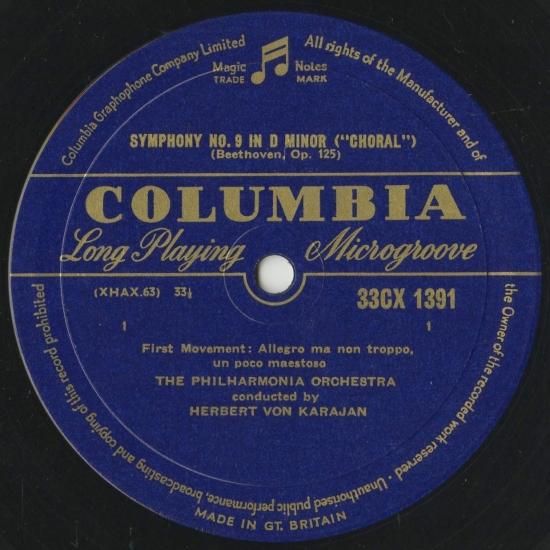 Columbia Graphophone Company Limited
All rights of the Manufacturer and of
the Owner of the recorded work reserved · Unauthorised public performance, broadcasting and copying of this record prohibited
Magic Notes
TRADE MARK
SYMPHONY NO. 9 IN D MINOR ("CHORAL")
(Beethoven, Op. 125)
COLUMBIA
Long Playing Microgroove
(XHAX.63) 33⅓
33CX 1391
1 1
First Movement: Allegro ma non troppo,
un poco maestoso
THE PHILHARMONIA ORCHESTRA
conducted by
HERBERT VON KARAJAN
MADE IN GT. BRITAIN